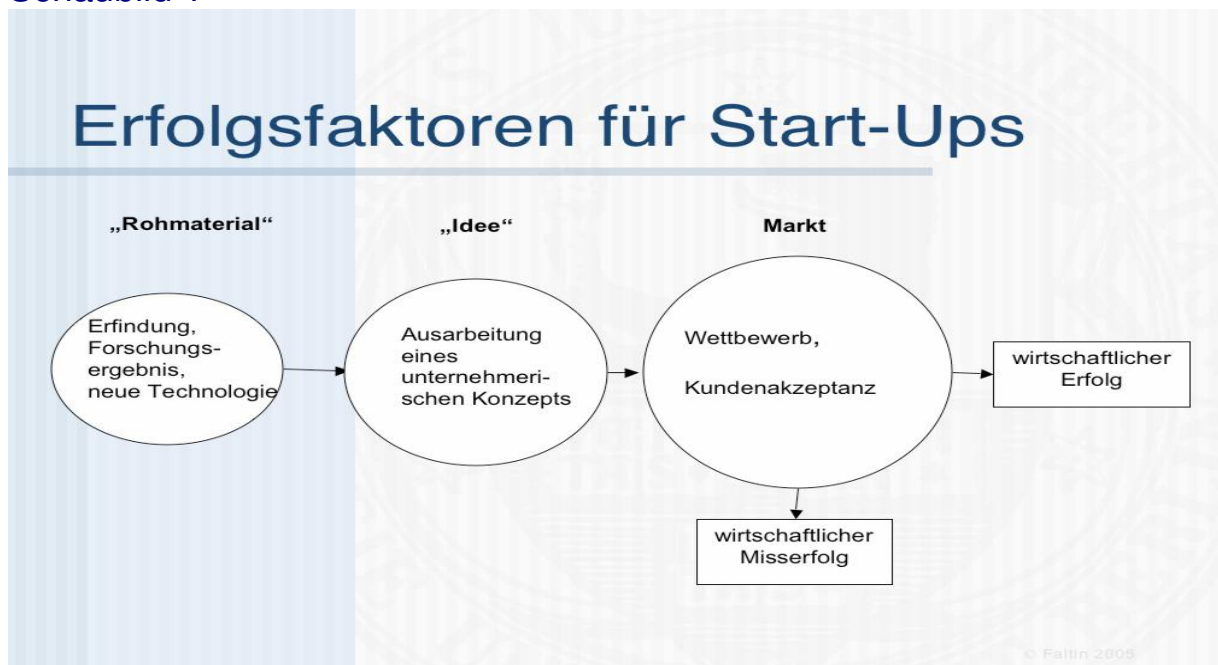 Erfolgsfaktoren für Start-Ups
„Rohmaterial“
„Idee“
Markt
Erfindung,
Forschungs-
ergebnis,
neue Technologie
Ausarbeitung
eines
unternehmeri-
schen Konzepts
Wettbewerb,
Kundenakzeptanz
wirtschaftlicher
Erfolg
wirtschaftlicher
Misserfolg
© Faltin 2005